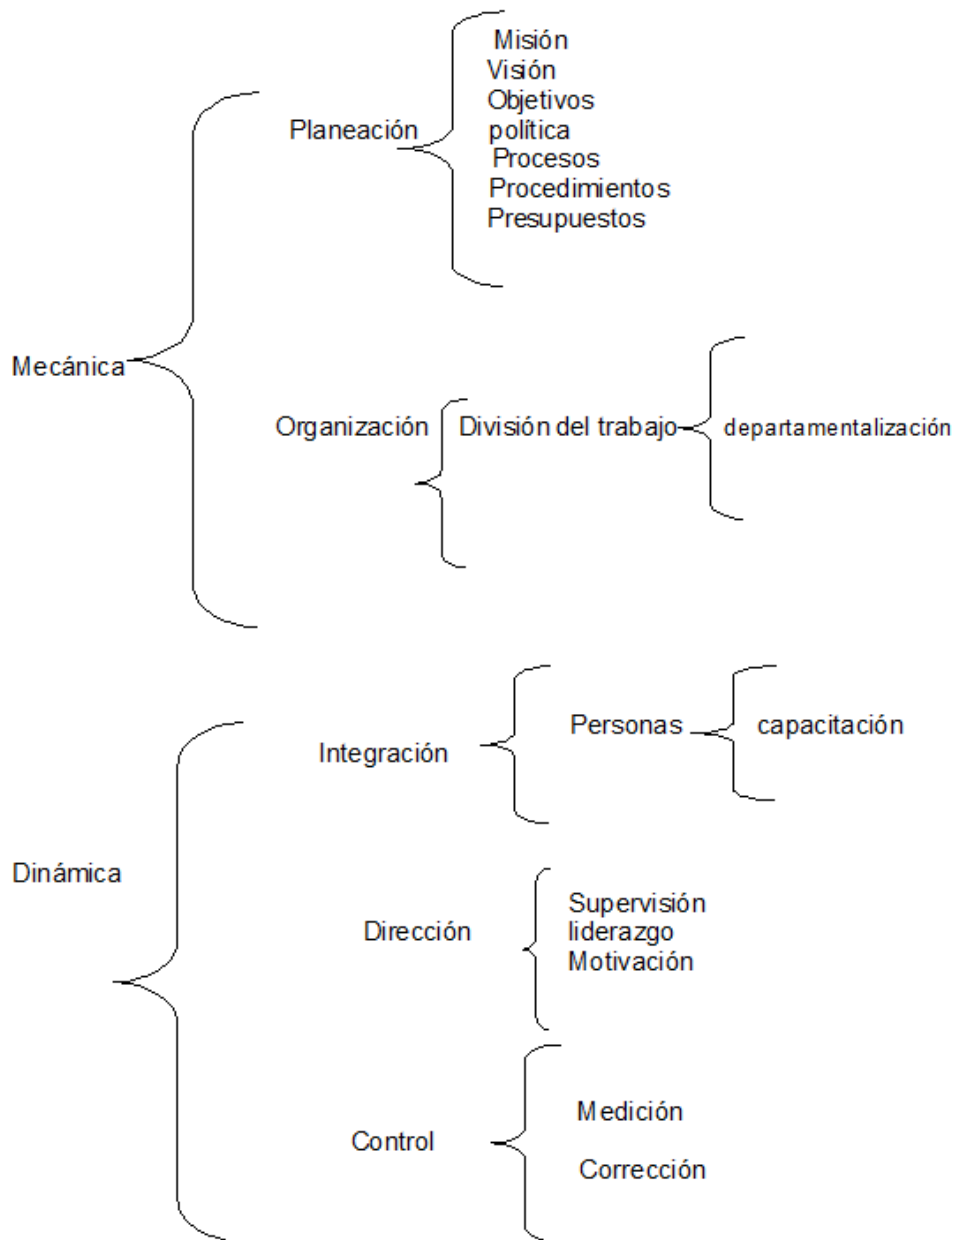 Misión
Visión
Objetivos
Planeación
política
Procesos
Procedimientos
Presupuestos
Mecánica
Organización
División del trabajo
departamentalización
Personas
capacitación
Integración
Dinámica
Supervisión
Dirección
liderazgo
Motivación
Medición
Control
Corrección